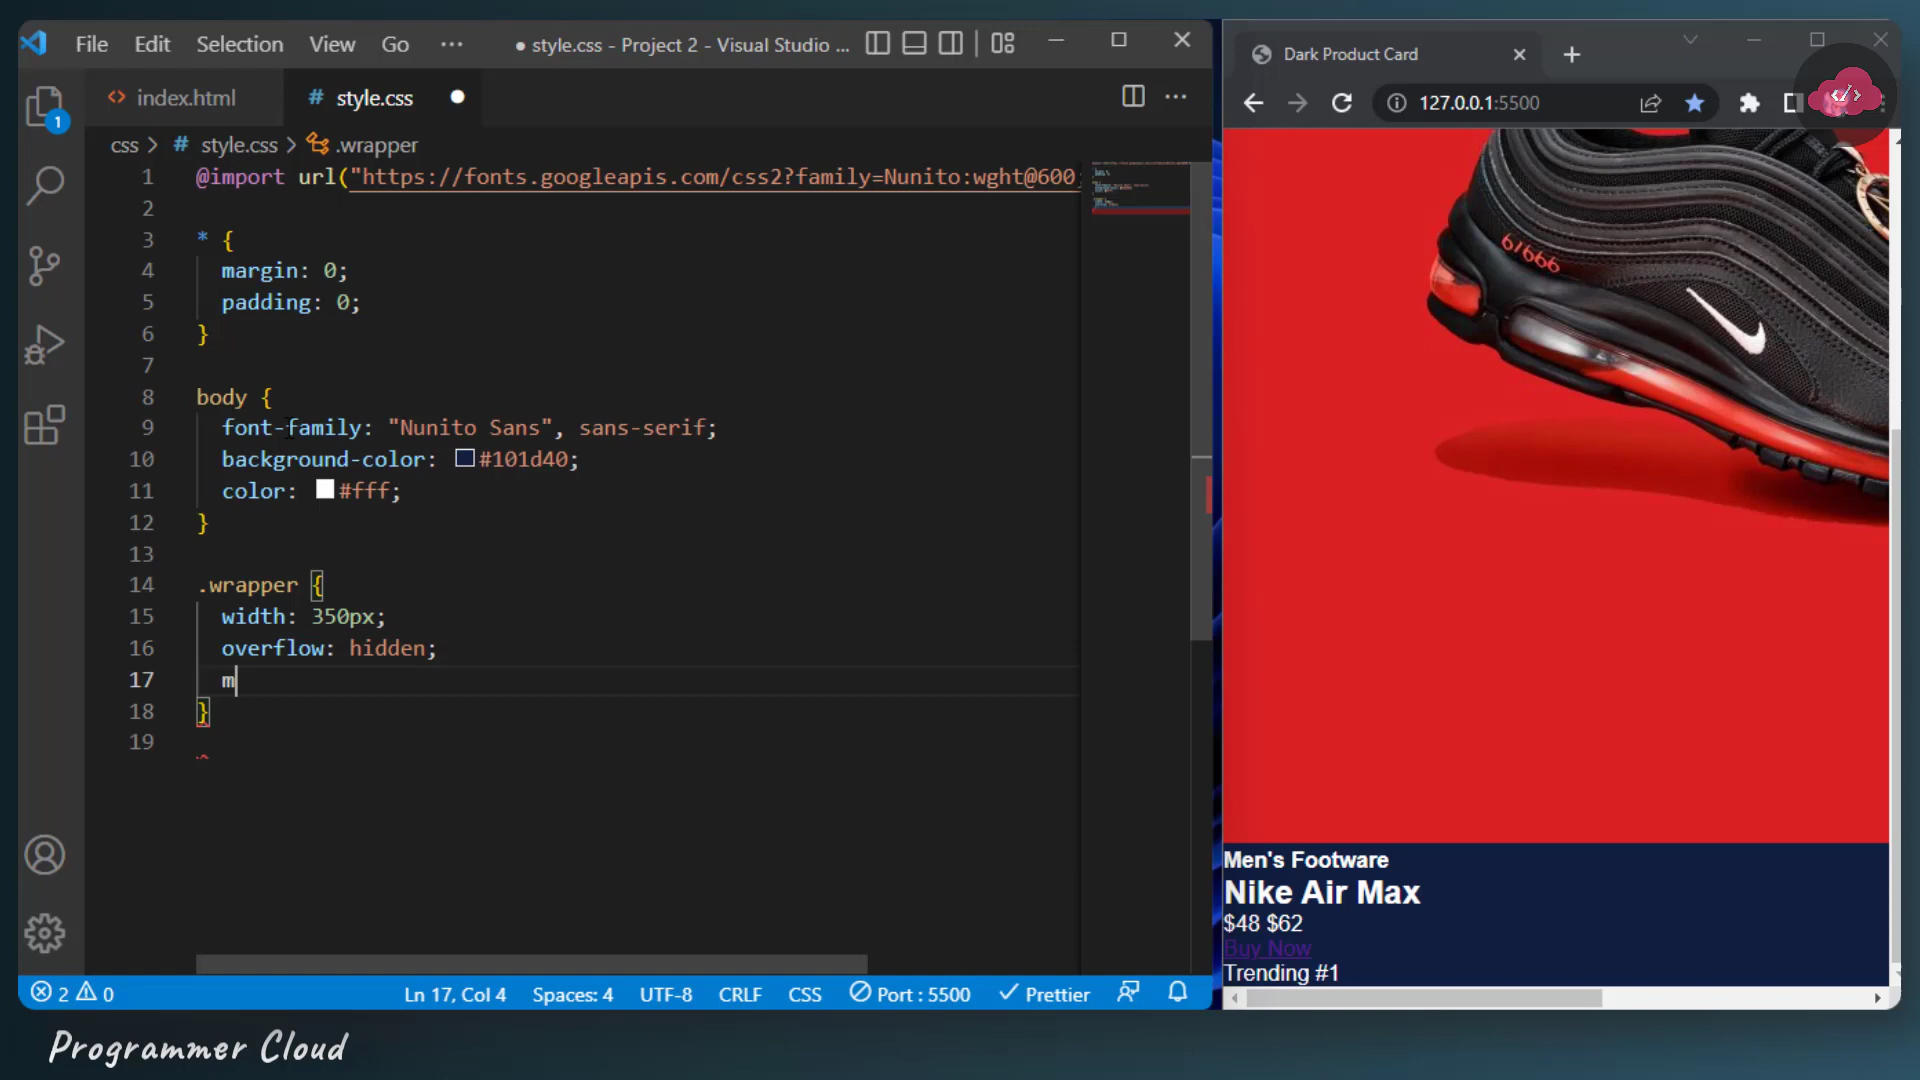 File Edit Selection View Go ...
● style.css - Project 2 - Visual Studio ...
index.html
# style.css
1
css > # style.css > .wrapper
1 @import url("https://fonts.googleapis.com/css2?family=Nunito:wght@600;
2
3 * {
4 margin: 0;
5 padding: 0;
6 }
7
8 body {
9 font-family: "Nunito Sans", sans-serif;
10 background-color: #101d40;
11 color: #fff;
12 }
13
14 .wrapper {
15 width: 350px;
16 overflow: hidden;
17 m
18 }
19
2 0 Ln 17, Col 4 Spaces: 4 UTF-8 CRLF CSS Port : 5500 Prettier
Dark Product Card
127.0.0.1:5500
</>
6/666
Men's Footware
Nike Air Max
$48 $62
Buy Now
Trending #1
Programmer Cloud